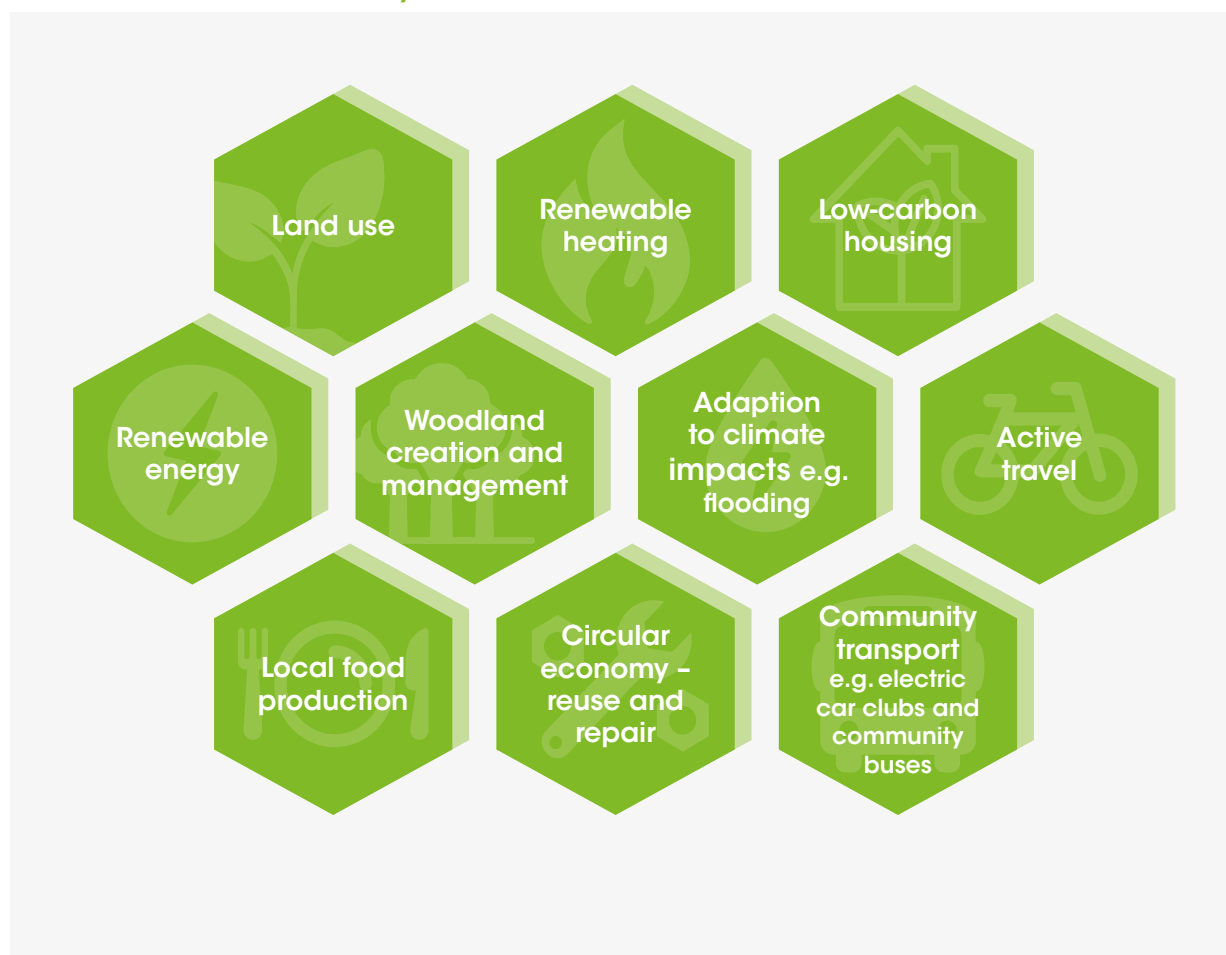 Land use
Renewable
heating
Low-carbon
housing
Renewable
energy
Woodland
creation and
management
Adaption
to climate
impacts e.g.
flooding
Active
travel
Local food
production
Circular
economy –
reuse and
repair
Community
transport
e.g. electric
car clubs and
community
buses